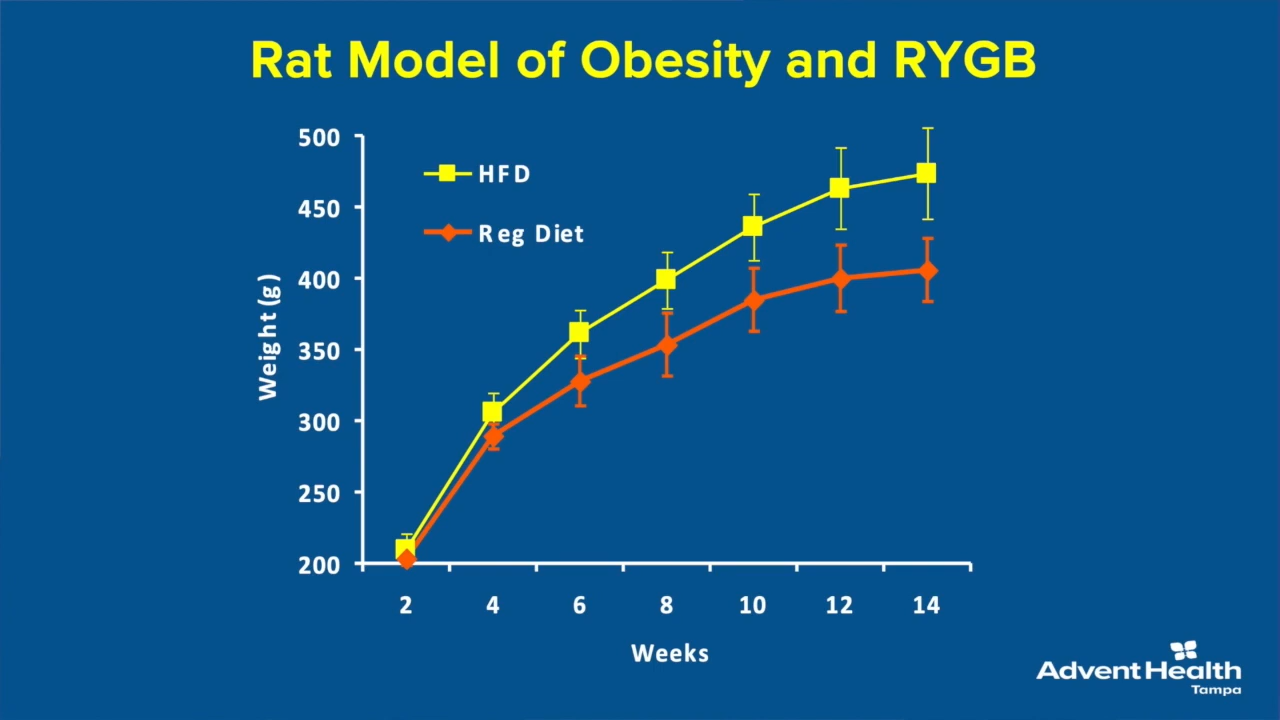 Rat Model of Obesity and RYGB
500
450
400
350
300
250
200
HFD
Reg Diet
Weight (g)
2 4 6 8 10 12 14
Weeks
AdventHealth
Tampa